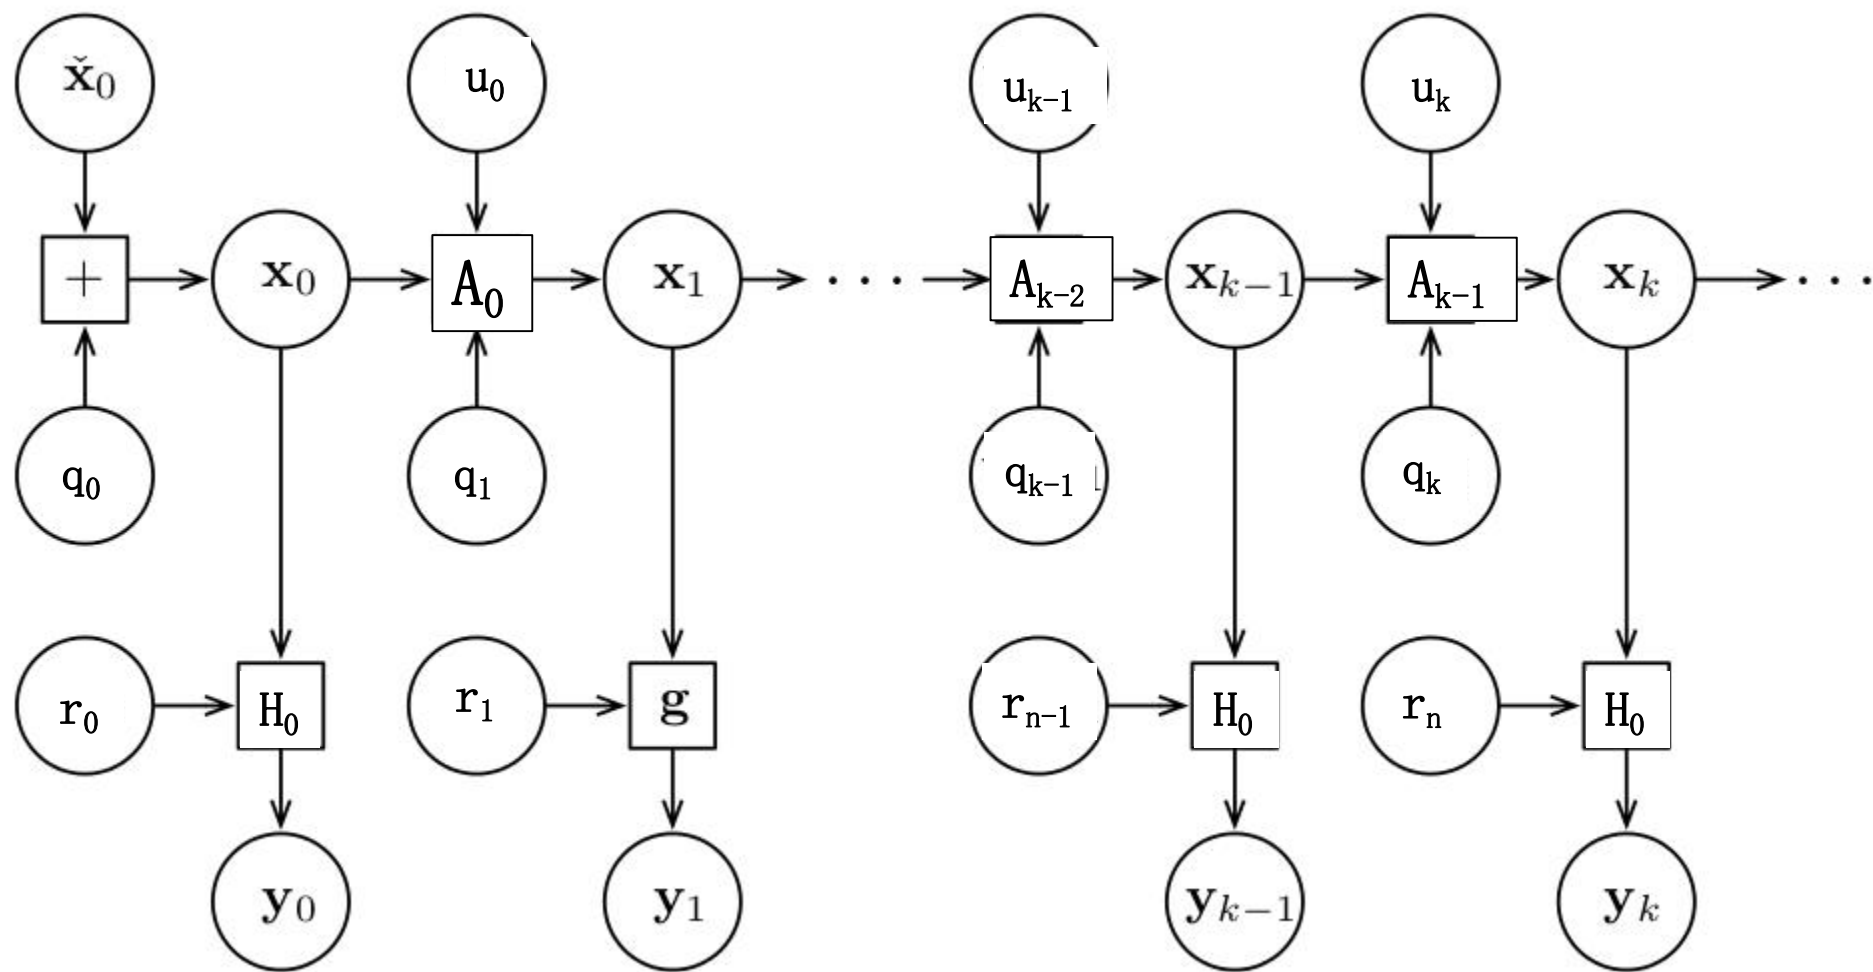 x̌₀ u₀ uₖ₋₁ uₖ
+ x₀ A₀ x₁ ··· Aₖ₋₂ xₖ₋₁ Aₖ₋₁ xₖ ···
q₀ q₁ qₖ₋₁ qₖ
r₀ H₀ r₁ g rₙ₋₁ H₀ rₙ H₀
y₀ y₁ yₖ₋₁ yₖ